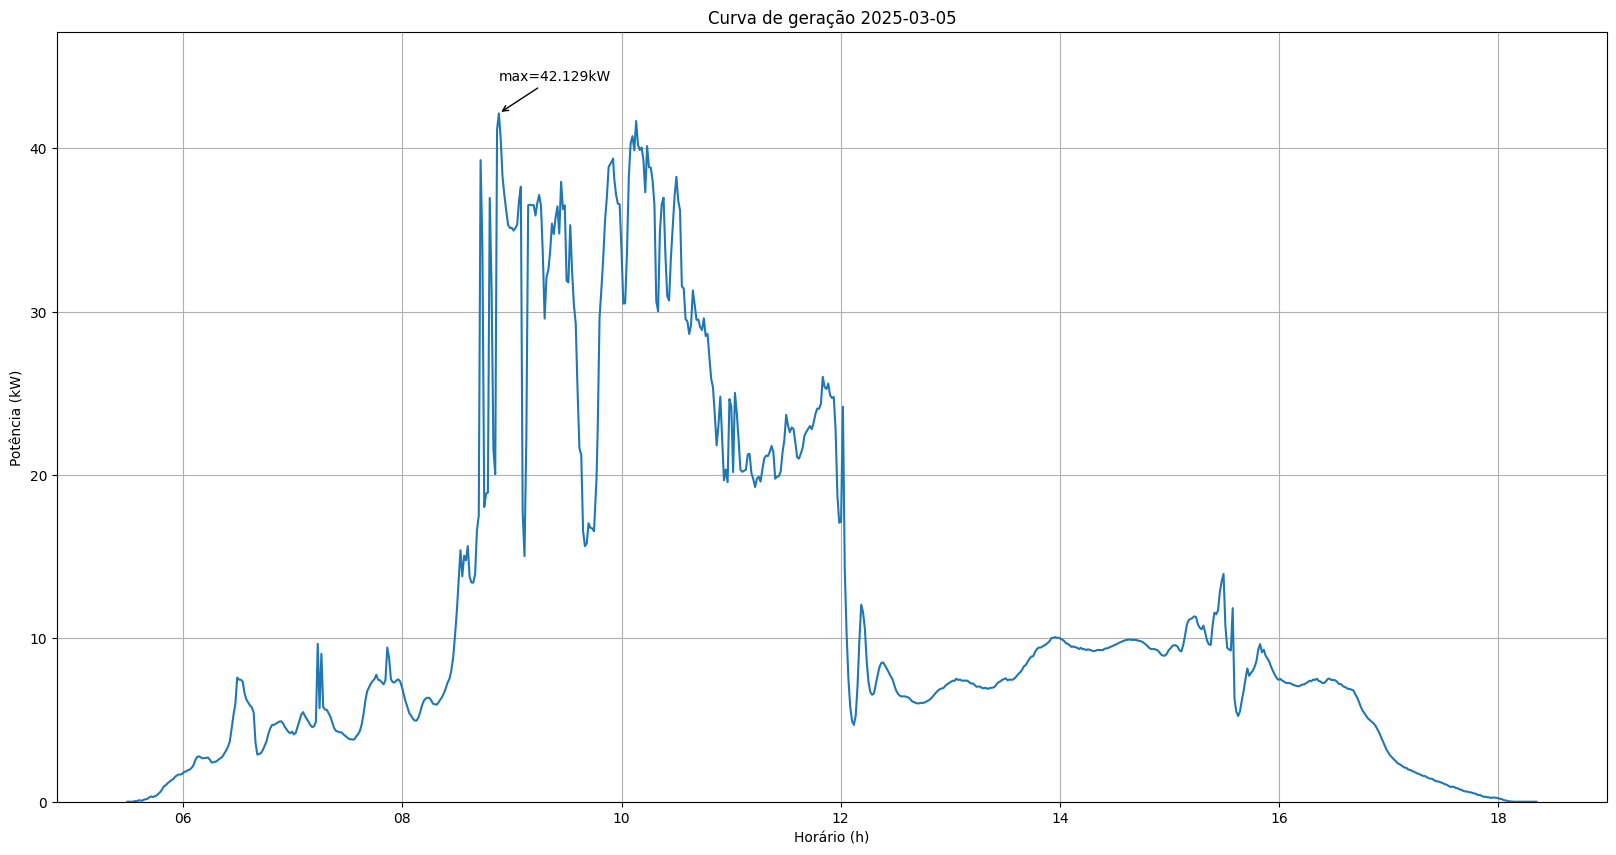 Curva de geração 2025-03-05
max=42.129kW
Potência (kW)
40
30
20
10
0
06 08 10 12 14 16 18
Horário (h)